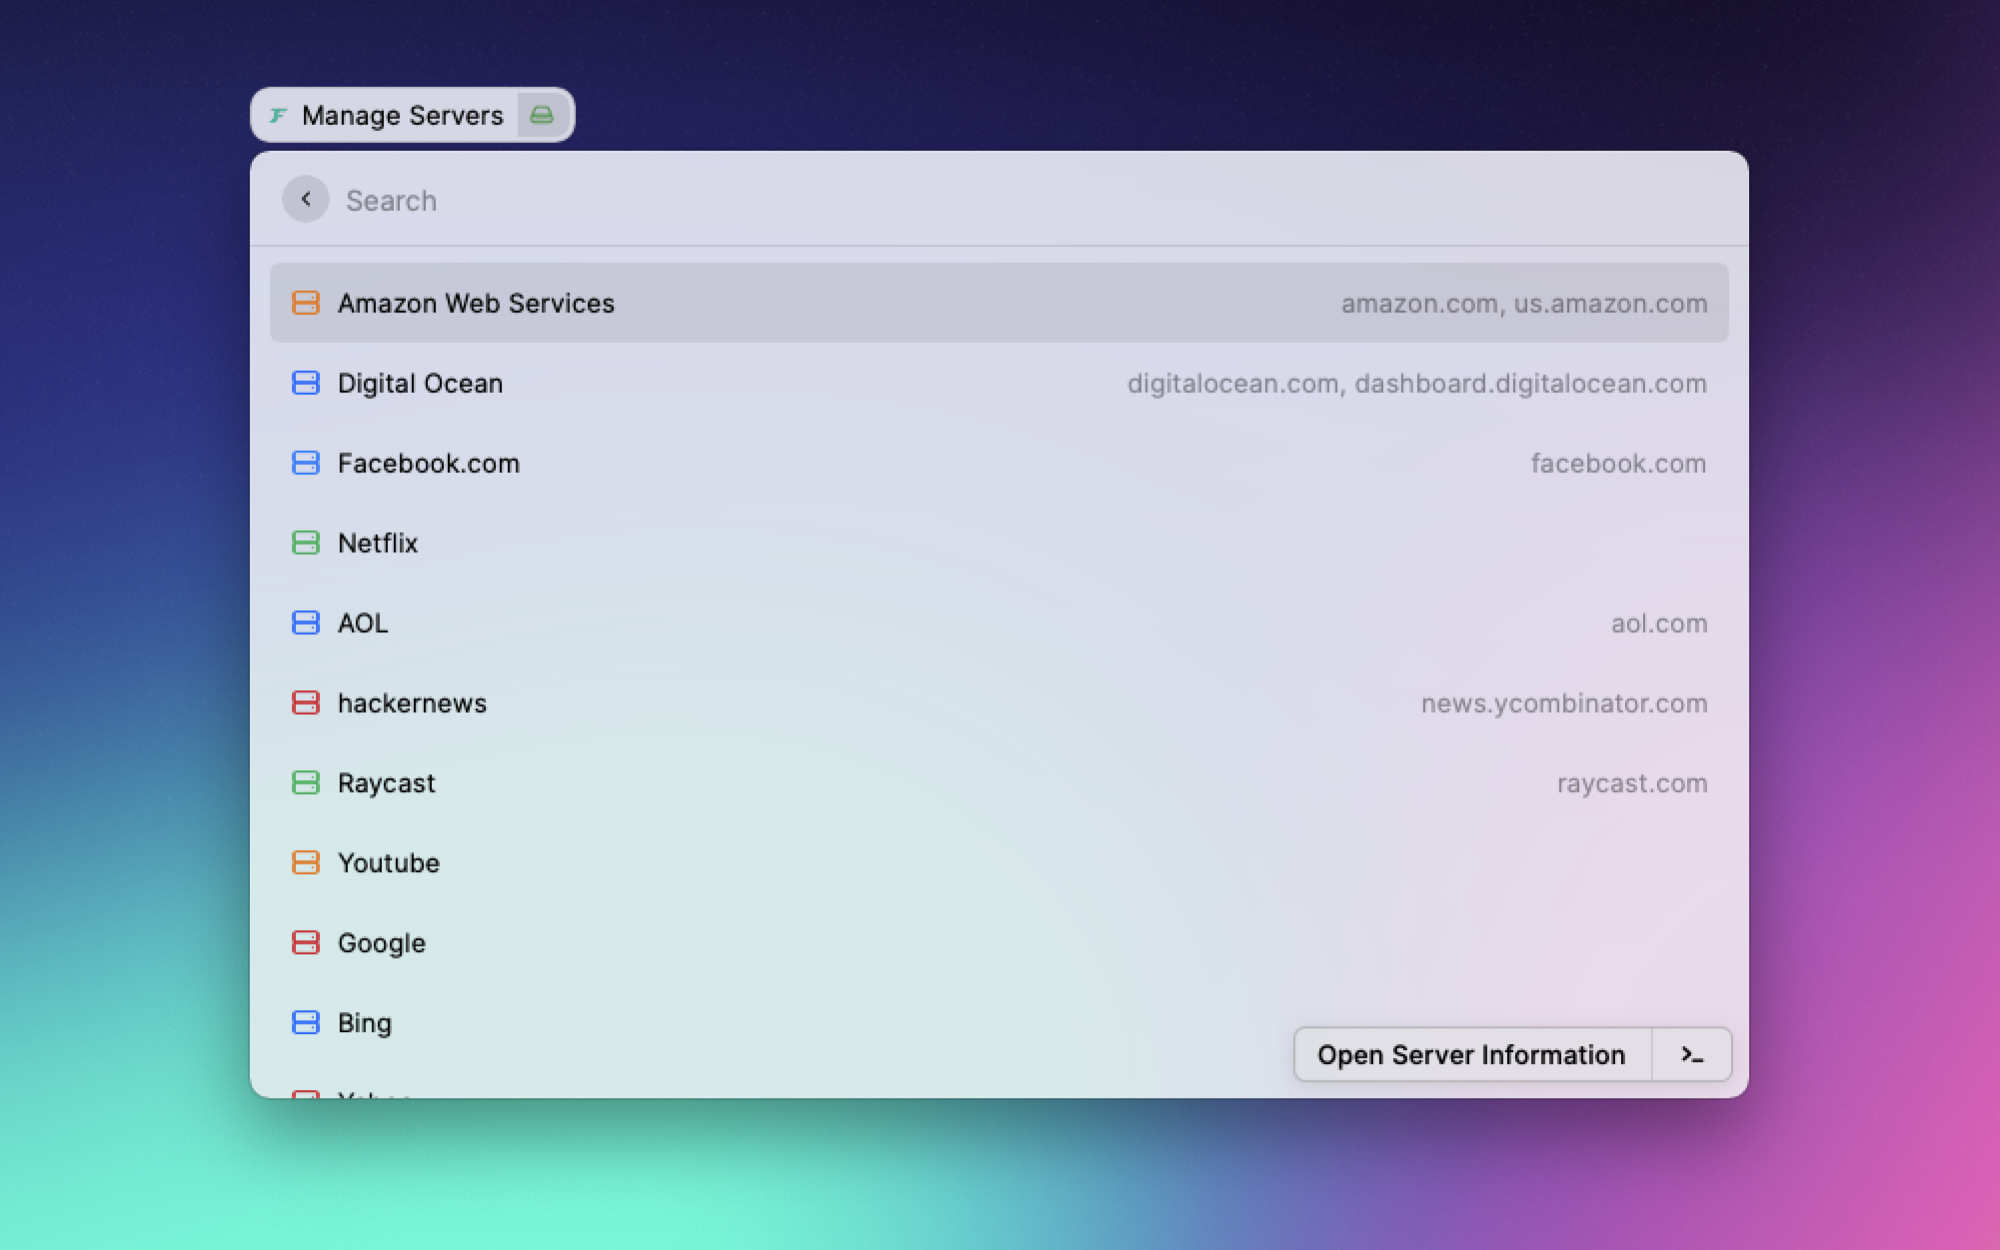 Manage Servers
Search
Amazon Web Services amazon.com, us.amazon.com
Digital Ocean digitalocean.com, dashboard.digitalocean.com
Facebook.com facebook.com
Netflix
AOL aol.com
hackernews news.ycombinator.com
Raycast raycast.com
Youtube
Google
Bing
Open Server Information >_